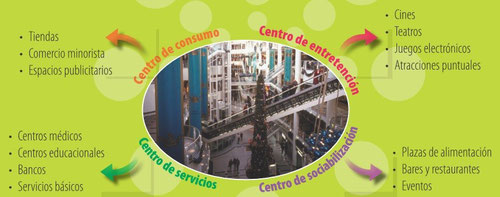 Centro de consumo
• Tiendas
• Comercio minorista
• Espacios publicitarios
Centro de entretención
• Cines
• Teatros
• Juegos electrónicos
• Atracciones puntuales
Centro de servicios
• Centros médicos
• Centros educacionales
• Bancos
• Servicios básicos
Centro de sociabilización
• Plazas de alimentación
• Bares y restaurantes
• Eventos